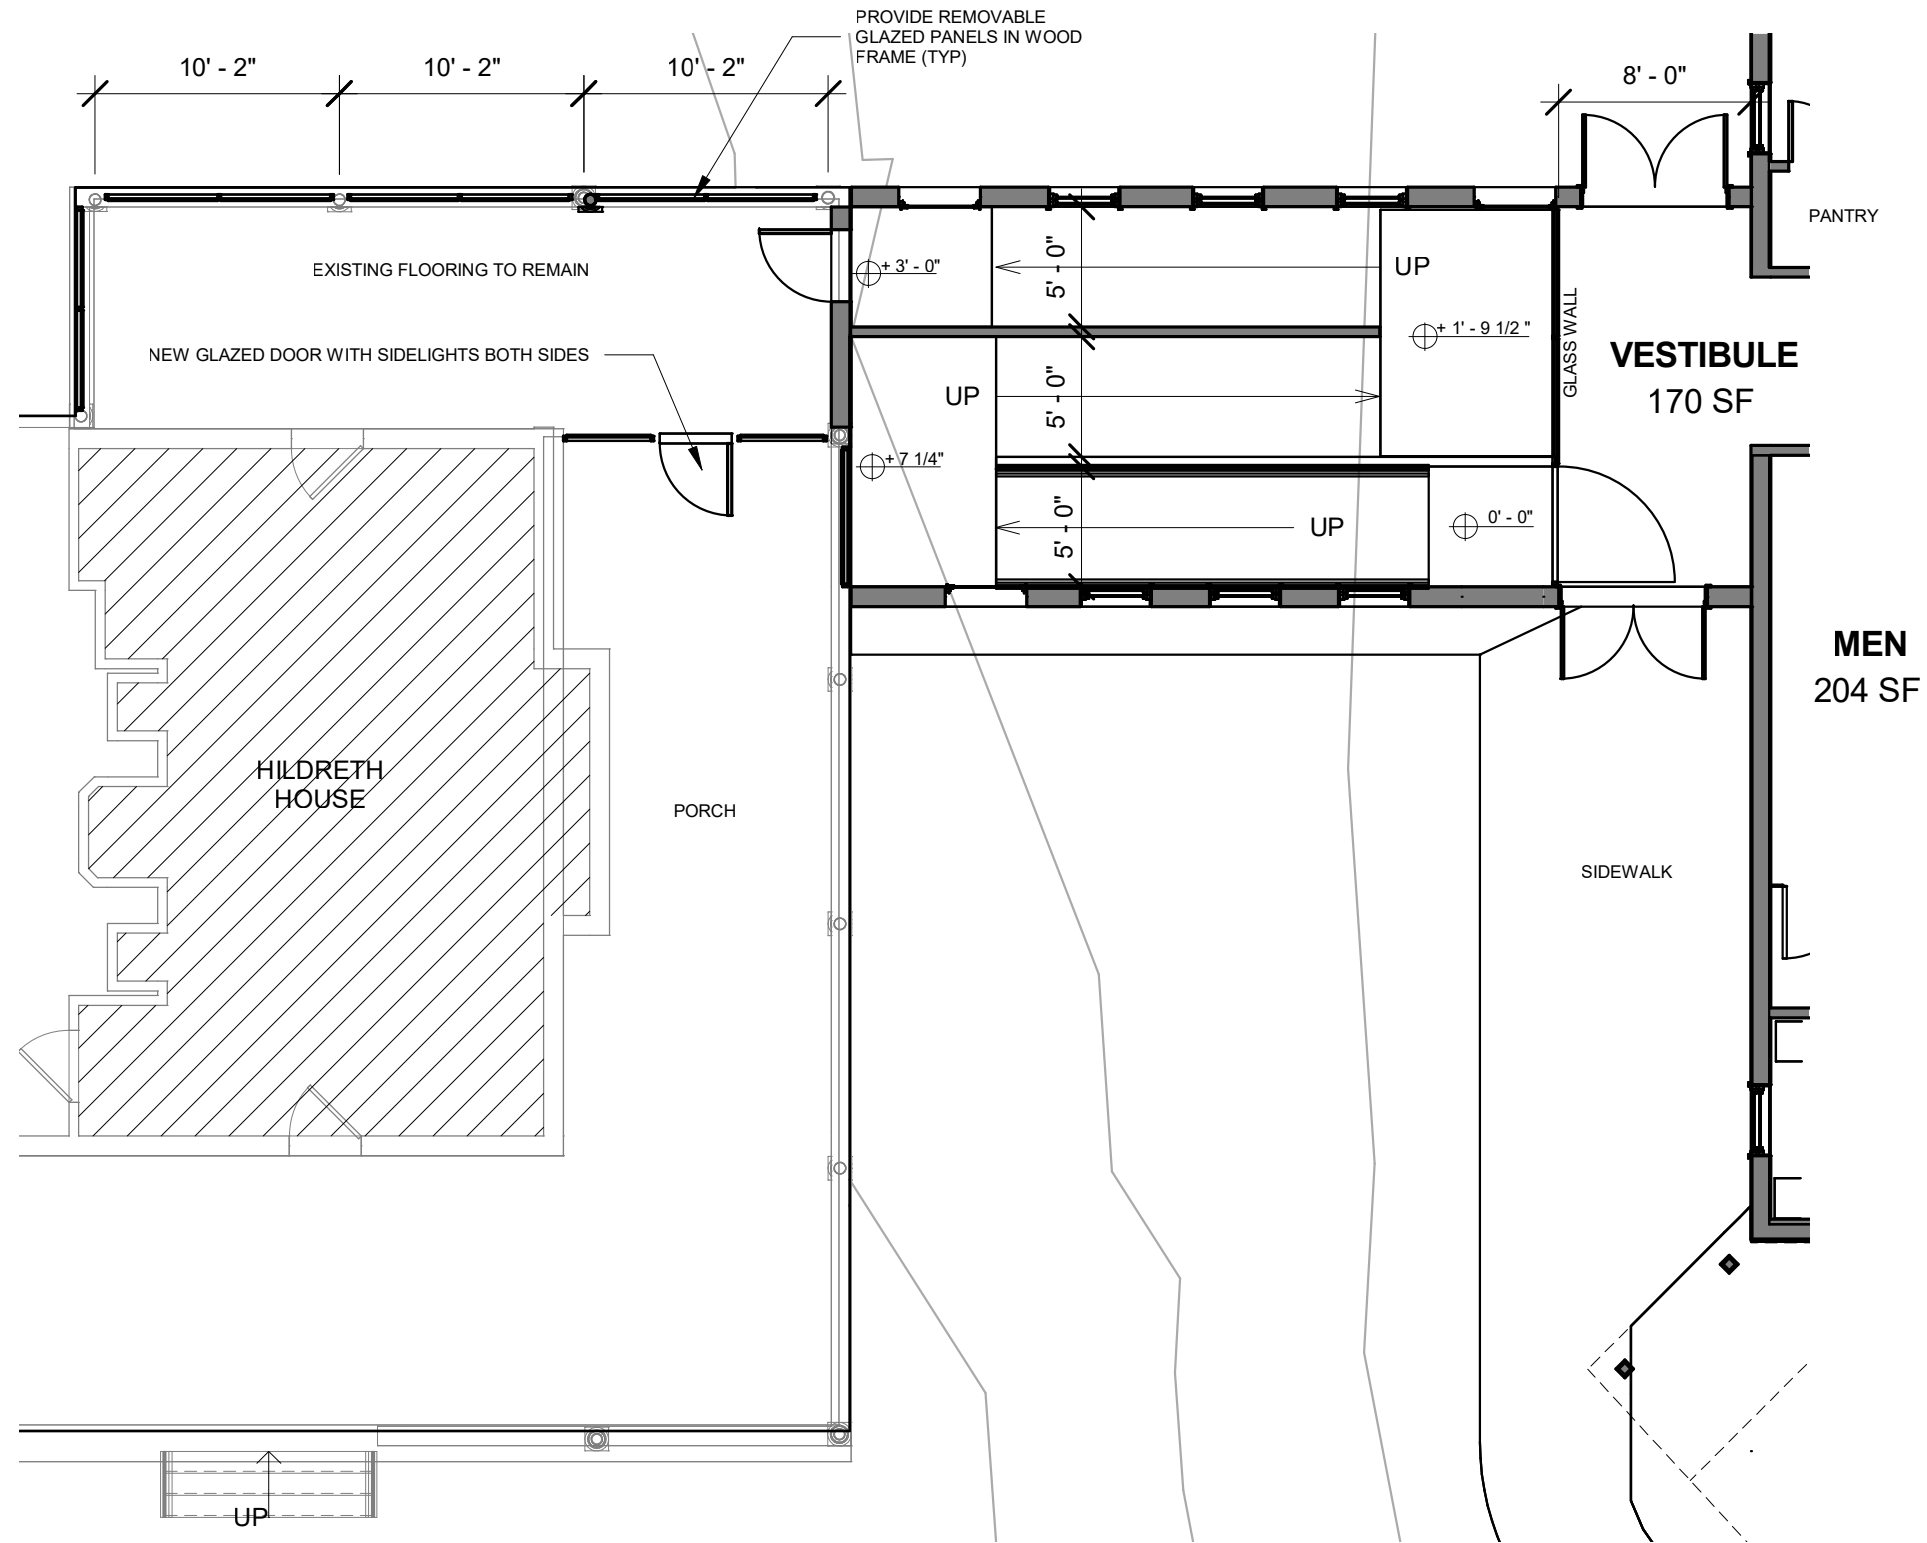 PROVIDE REMOVABLE
GLAZED PANELS IN WOOD
FRAME (TYP)
10' - 2"
10' - 2"
10' - 2"
8' - 0"
PANTRY
EXISTING FLOORING TO REMAIN
+ 3' - 0"
5' - 0"
UP
GLASS WALL
+ 1' - 9 1/2 "
VESTIBULE
170 SF
NEW GLAZED DOOR WITH SIDELIGHTS BOTH SIDES
UP
5' - 0"
+ 7 1/4"
5' - 0"
UP
0' - 0"
MEN
204 SF
HILDRETH
HOUSE
PORCH
SIDEWALK
UP